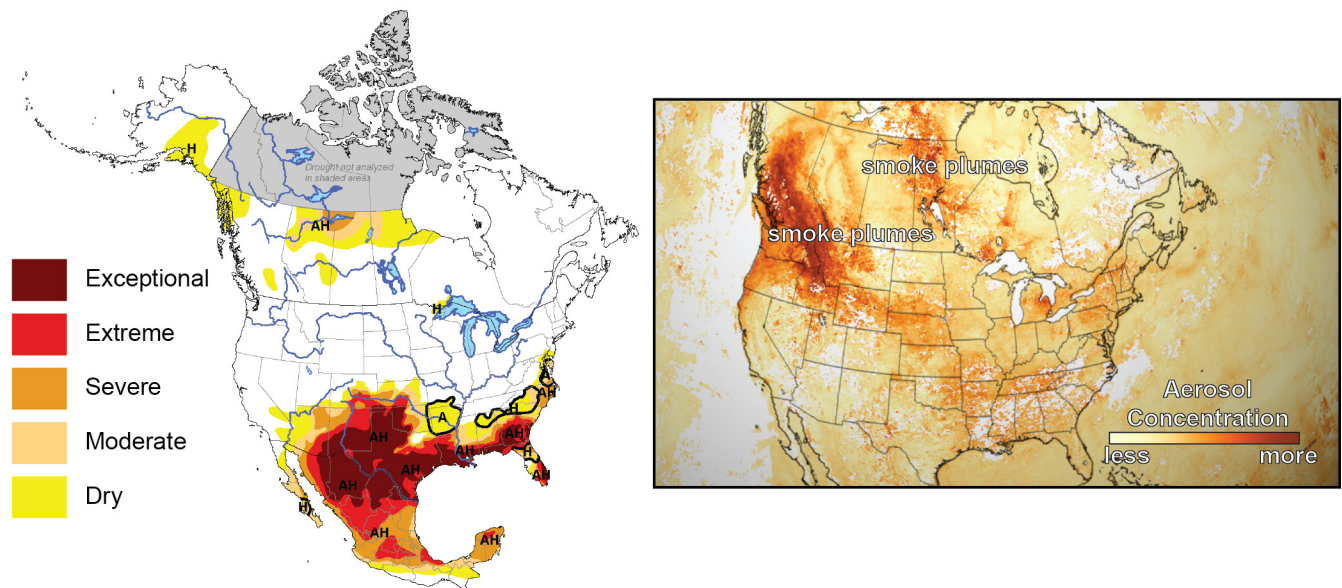 Drought not analyzed
in shaded areas
H
AH
H
Exceptional
Extreme
Severe
Moderate
Dry
A
AH
A
H
AH
AH
AH
AH
H
AH
AH
H
AH
AH
smoke plumes
smoke plumes
Aerosol
Concentration
less
more